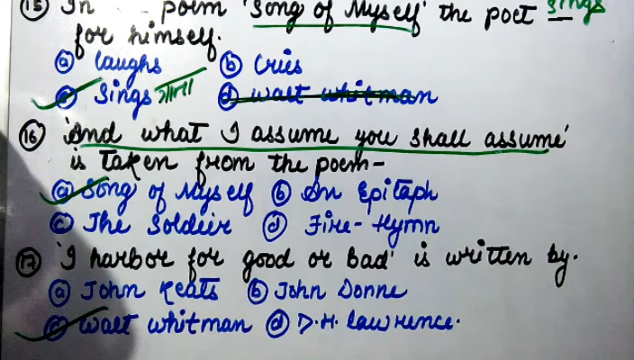 15 In poem 'Song of Myself' the poet sings
for himself.
a laughs b Cries
c Sings गाना d walt whitman
16 'And what I assume you shall assume'
is taken from the poem-
a Song of Myself b An Epitaph
c The Soldier d Fire-Hymn
17 'I harbor for good or bad' is written by.
a John Keats b John Donne
c walt whitman d D.H. lawrence.